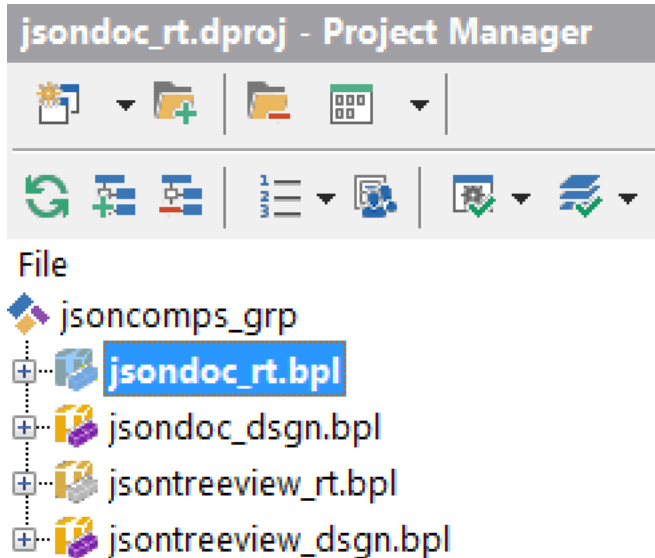 jsondoc_rt.dproj - Project Manager
File
jsoncomps_grp
jsondoc_rt.bpl
jsondoc_dsgn.bpl
jsontreeview_rt.bpl
jsontreeview_dsgn.bpl